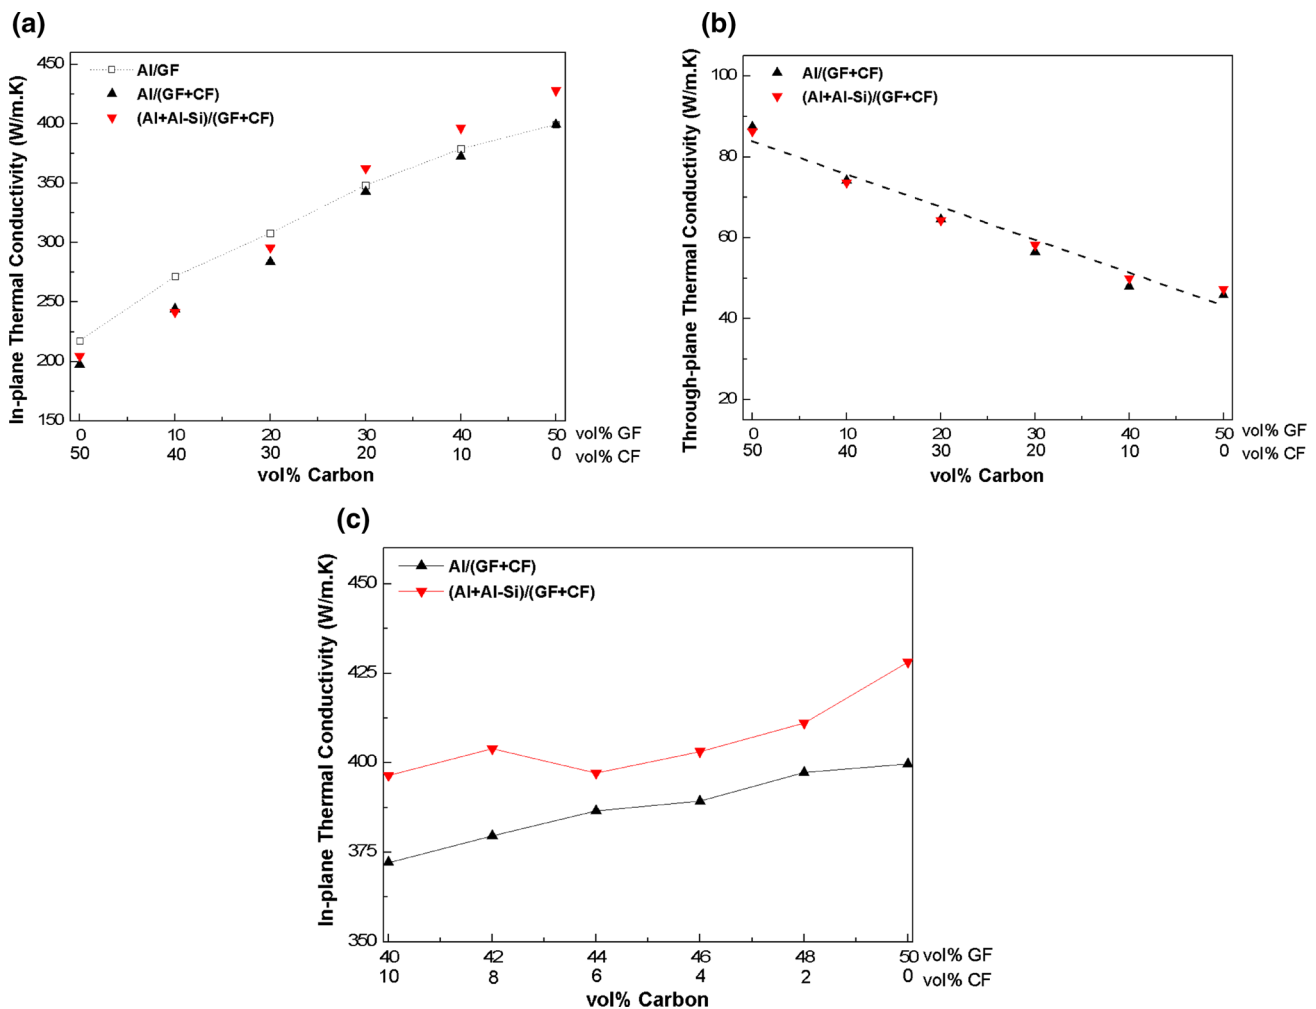 (a)
In-plane Thermal Conductivity (W/m.K)
450
400
350
300
250
200
150
Al/GF
Al/(GF+CF)
(Al+Al-Si)/(GF+CF)
0 10 20 30 40 50 vol% GF
50 40 30 20 10 0 vol% CF
vol% Carbon
(b)
Through-plane Thermal Conductivity (W/m.K)
100
80
60
40
20
Al/(GF+CF)
(Al+Al-Si)/(GF+CF)
0 10 20 30 40 50 vol% GF
50 40 30 20 10 0 vol% CF
vol% Carbon
(c)
In-plane Thermal Conductivity (W/m.K)
450
425
400
375
350
Al/(GF+CF)
(Al+Al-Si)/(GF+CF)
40 42 44 46 48 50 vol% GF
10 8 6 4 2 0 vol% CF
vol% Carbon